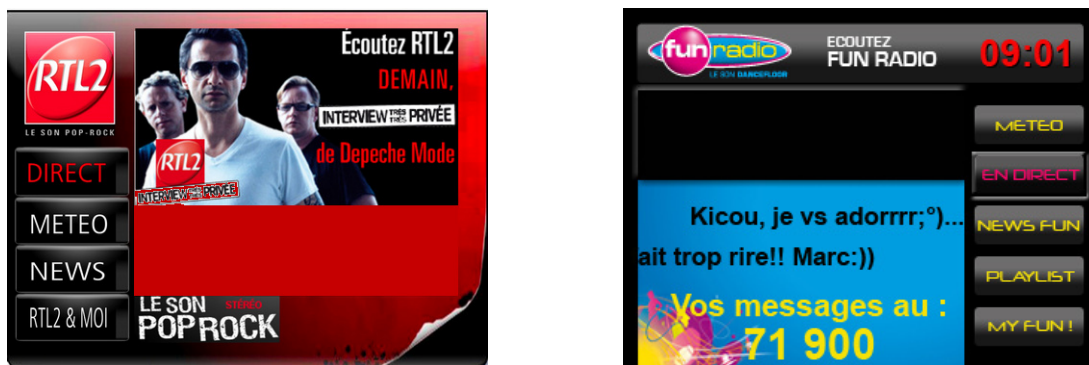 RTL2
LE SON POP-ROCK
DIRECT
METEO
NEWS
RTL2 & MOI
Écoutez RTL2
DEMAIN,
INTERVIEW TRÈS TRÈS PRIVÉE
de Depeche Mode
RTL2
INTERVIEW PRIVÉE
LE SON STÉRÉO
POP ROCK
fun radio
LE SON DANCEFLOOR
ECOUTEZ
FUN RADIO
09:01
METEO
EN DIRECT
NEWS FUN
PLAYLIST
MY FUN !
Kicou, je vs adorrrr;°)...
ait trop rire!! Marc:))
Vos messages au :
71 900